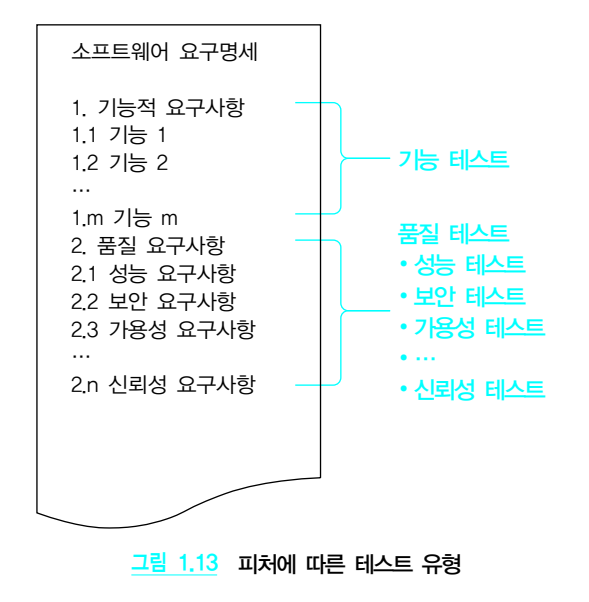 소프트웨어 요구명세
1. 기능적 요구사항
1.1 기능 1
1.2 기능 2
…
1.m 기능 m
2. 품질 요구사항
2.1 성능 요구사항
2.2 보안 요구사항
2.3 가용성 요구사항
…
2.n 신뢰성 요구사항
기능 테스트
품질 테스트
• 성능 테스트
• 보안 테스트
• 가용성 테스트
• …
• 신뢰성 테스트
그림 1.13 피처에 따른 테스트 유형